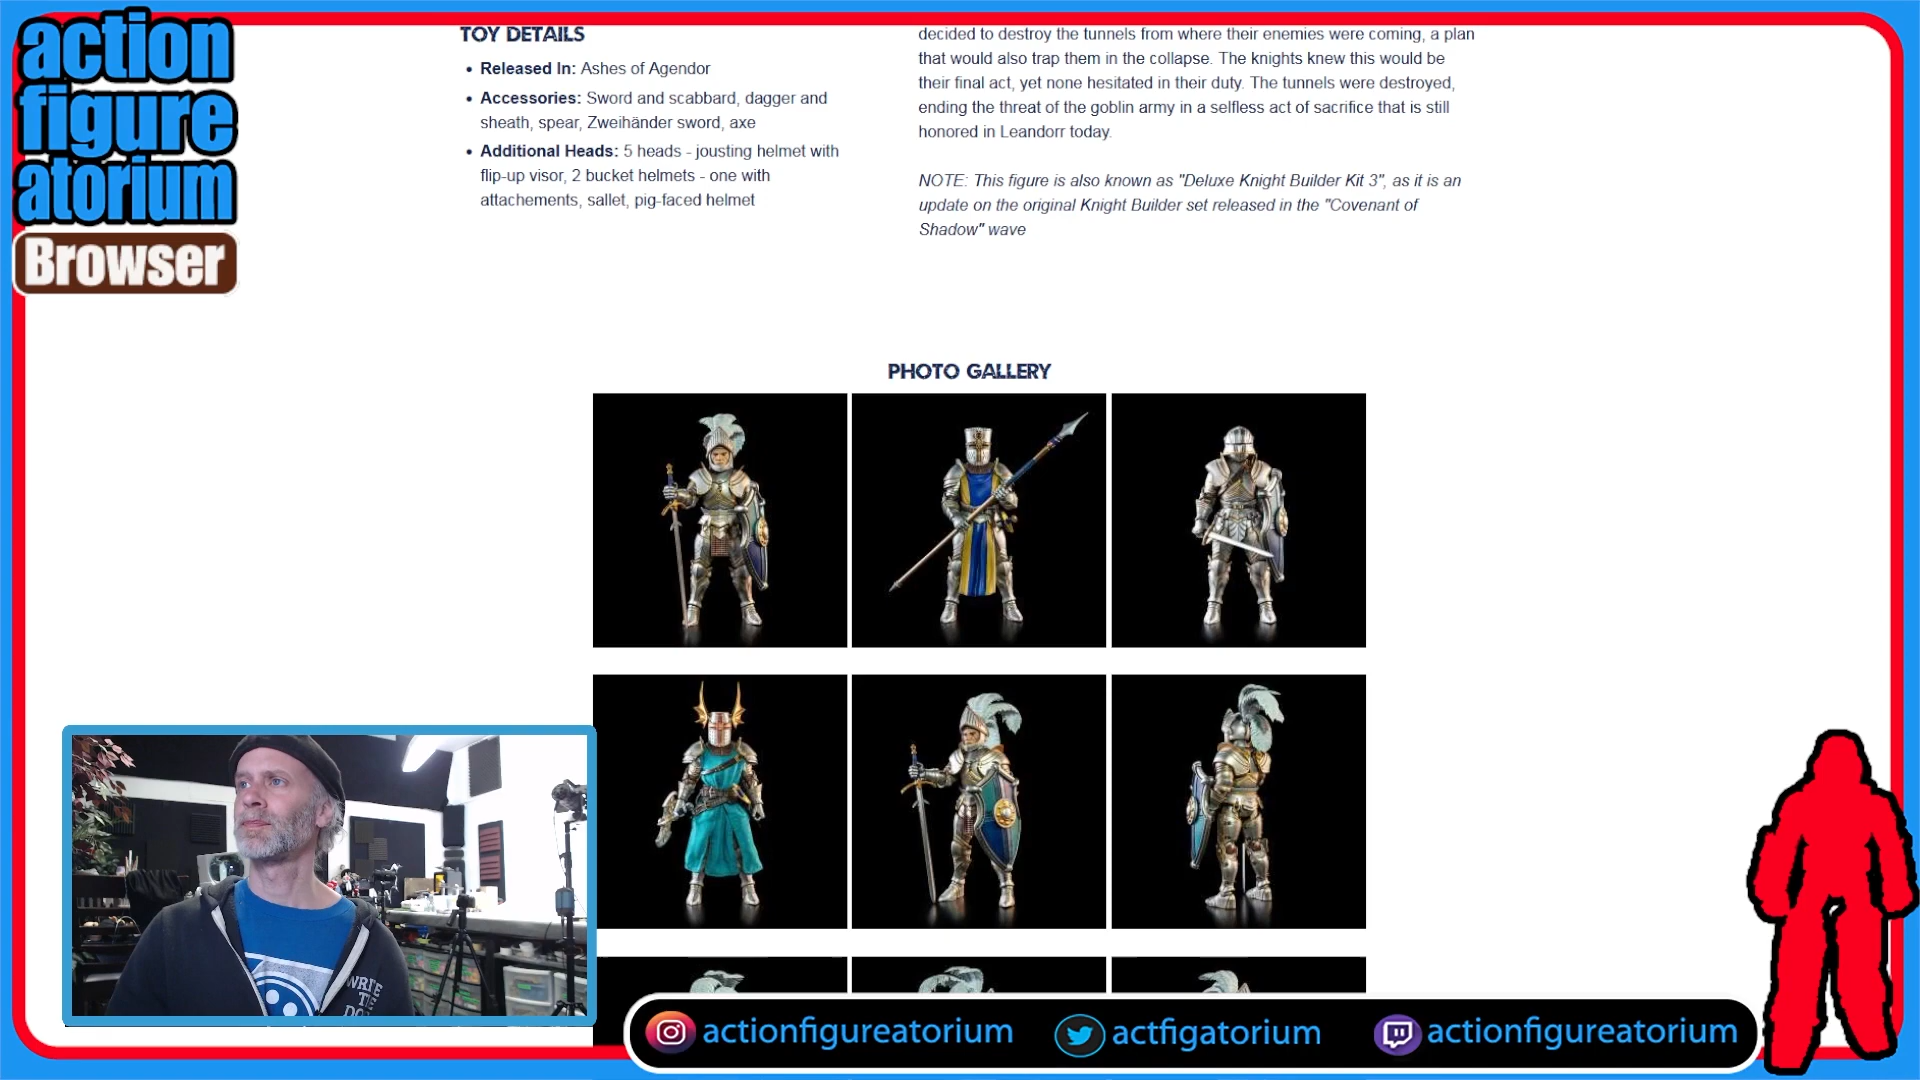 action
figure
atorium
Browser
TOY DETAILS
• Released In: Ashes of Agendor
• Accessories: Sword and scabbard, dagger and
sheath, spear, Zweihänder sword, axe
• Additional Heads: 5 heads - jousting helmet with
flip-up visor, 2 bucket helmets - one with
attachements, sallet, pig-faced helmet
decided to destroy the tunnels from where their enemies were coming, a plan
that would also trap them in the collapse. The knights knew this would be
their final act, yet none hesitated in their duty. The tunnels were destroyed,
ending the threat of the goblin army in a selfless act of sacrifice that is still
honored in Leandorr today.
NOTE: This figure is also known as "Deluxe Knight Builder Kit 3", as it is an
update on the original Knight Builder set released in the "Covenant of
Shadow" wave
PHOTO GALLERY
WRITE
THE
actionfigureatorium
actfigatorium
actionfigureatorium